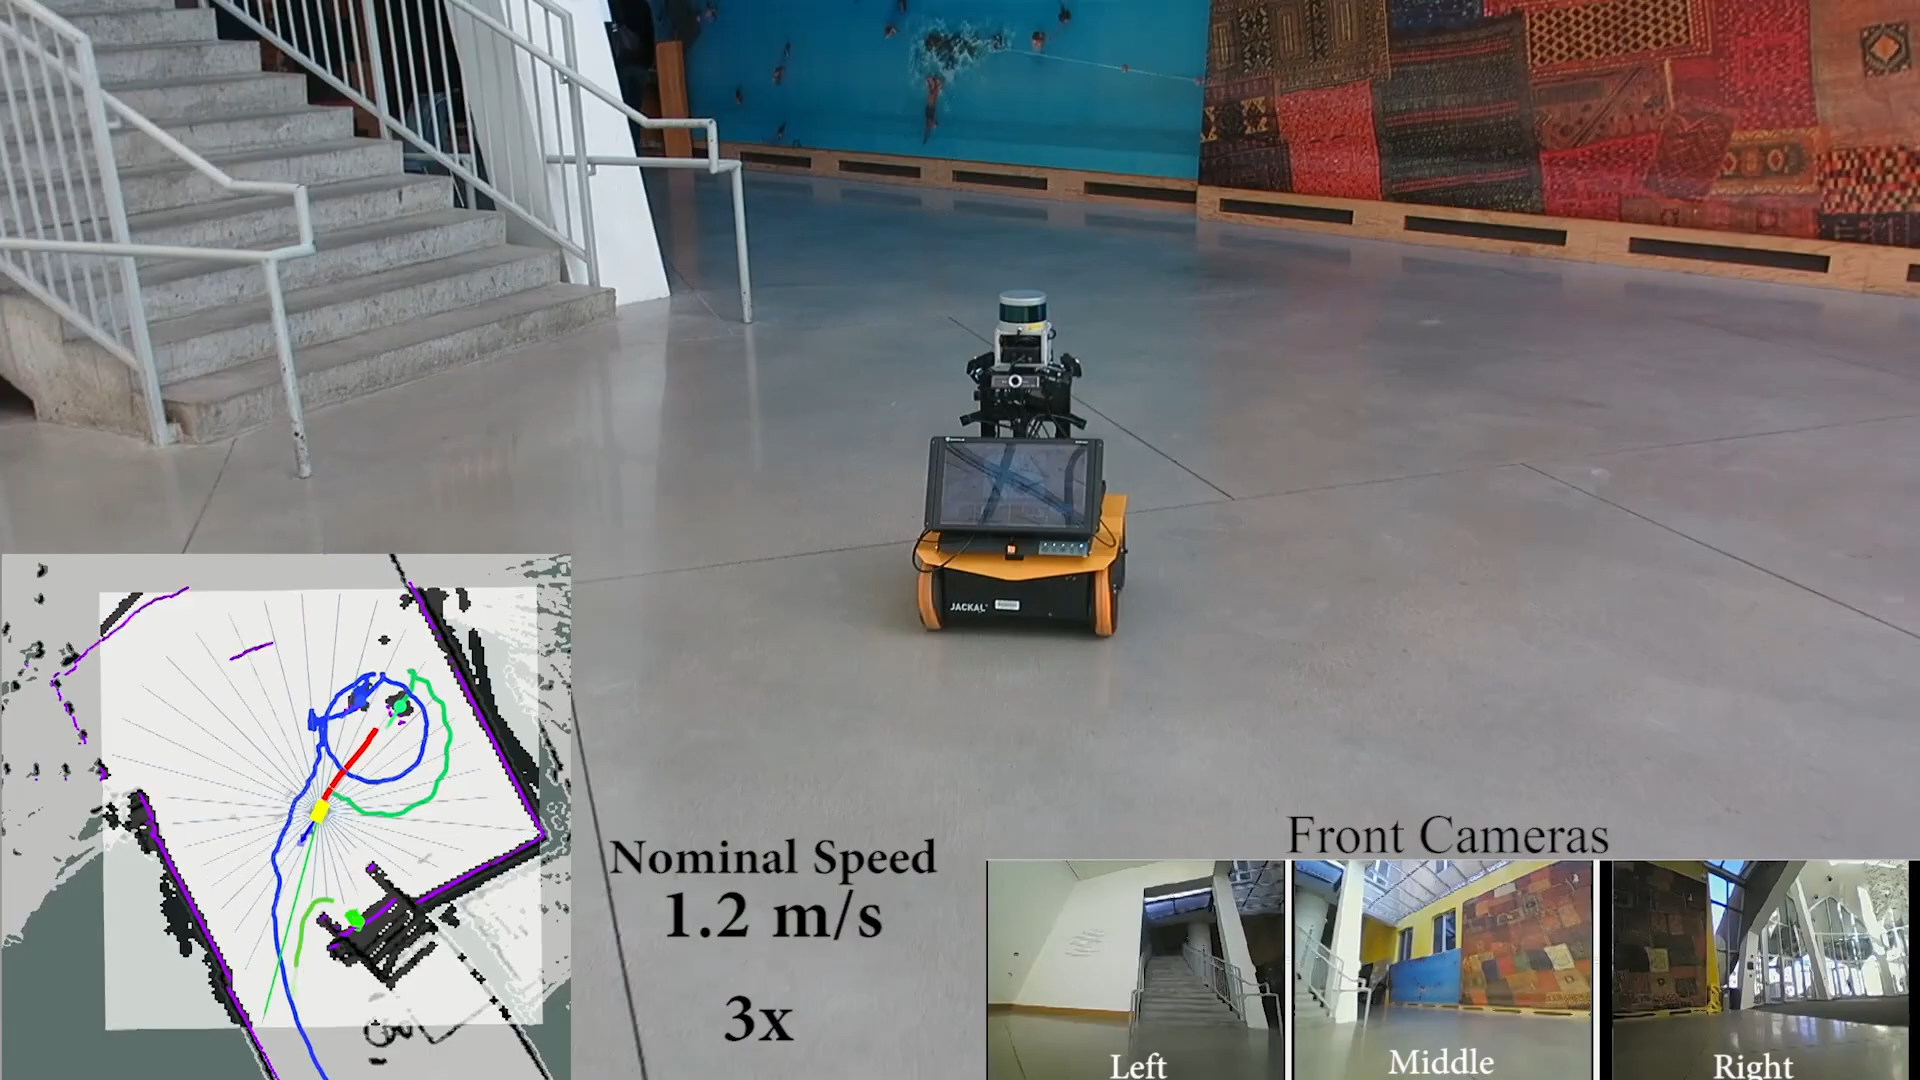 JACKAL
Nominal Speed
1.2 m/s
3x
Front Cameras
Left
Middle
Right